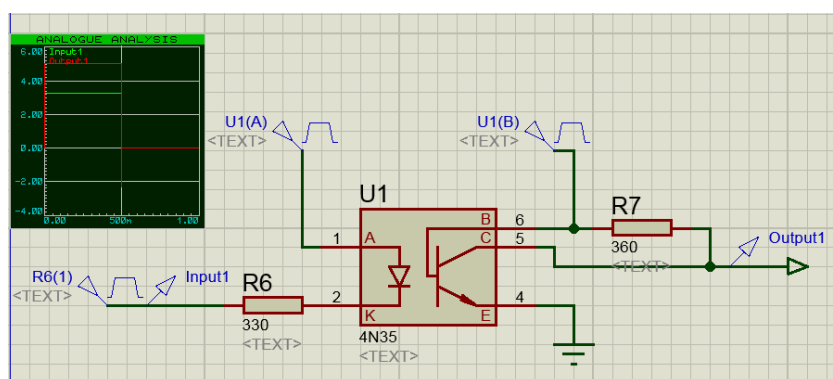 ANALOGUE ANALYSIS
6.00
Input1
Output1
4.00
2.00
0.00
-2.00
-4.00
0.00
500m
1.00
U1(A)
<TEXT>
U1(B)
<TEXT>
U1
R7
360
<TEXT>
Output1
B
6
C
5
1
A
R6(1)
<TEXT>
Input1
R6
330
<TEXT>
2
K
E
4
4N35
<TEXT>